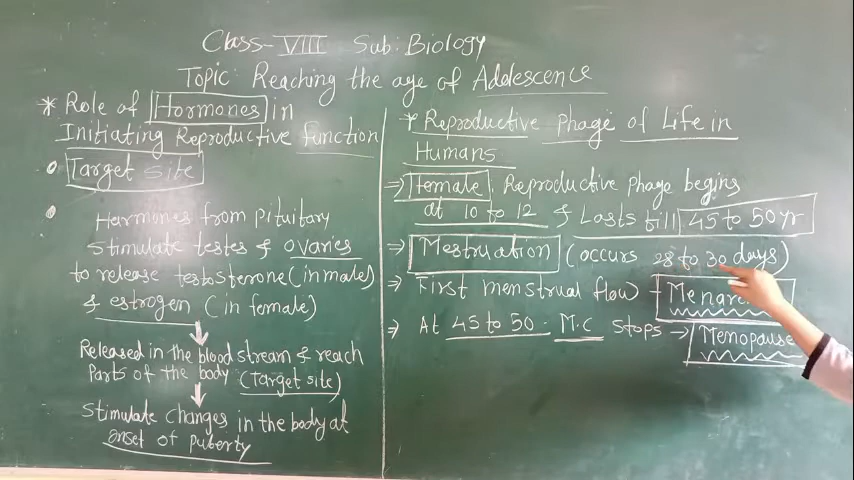 Class-VIII Sub: Biology
Topic: Reaching the age of Addescence
* Role of Hormones in
Initiating Reproductive function
• Target site
• Hormones from pituitary
stimulate testes & ovaries
to release testosterone (in male)
& estrogen (in female)
Released in the blood stream & reach
Parts of the body (Target site)
Stimulate changes in the body at
onset of puberty
* Reproductive phage of Life in
Humans
⇒ Female, Reproductive phage begins
at 10 to 12 & Lasts till 45 to 50 yr
⇒ Mestruation (occurs 28 to 30 days)
⇒ First menstrual flow -
⇒ At 45 to 50 - M.C stops → Menopause